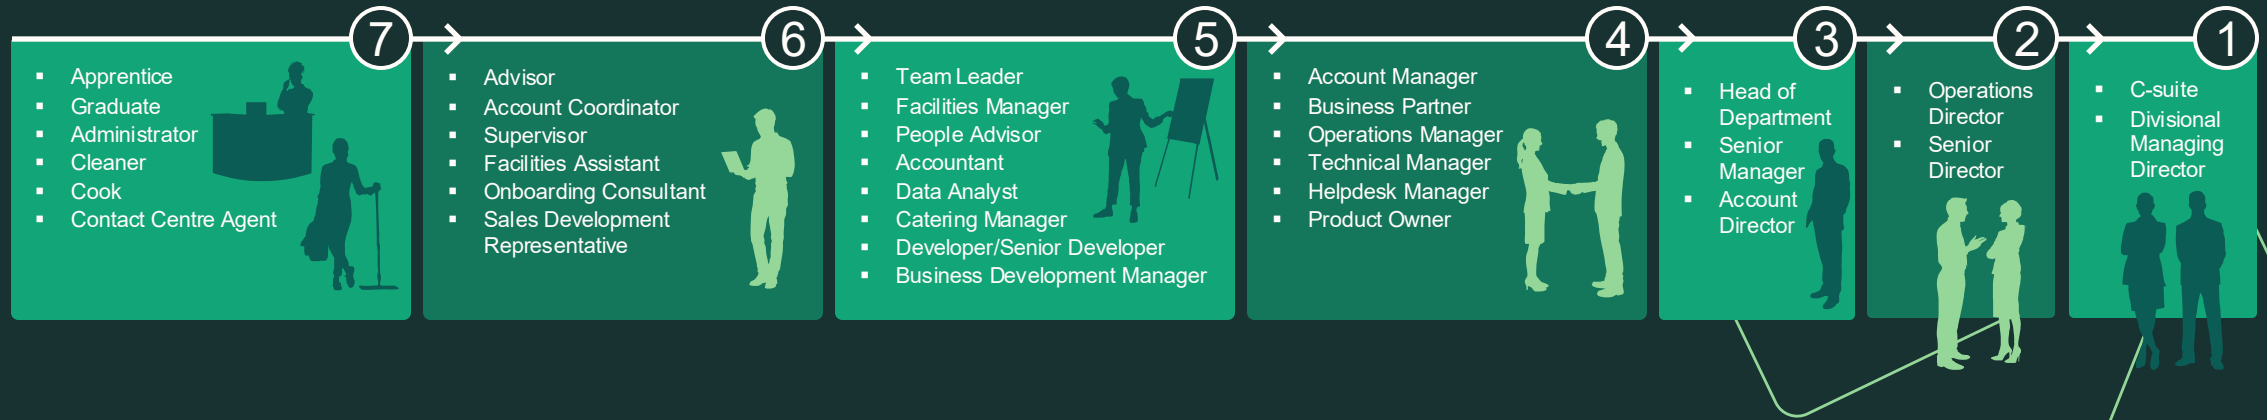 7
▪ Apprentice
▪ Graduate
▪ Administrator
▪ Cleaner
▪ Cook
▪ Contact Centre Agent
6
▪ Advisor
▪ Account Coordinator
▪ Supervisor
▪ Facilities Assistant
▪ Onboarding Consultant
▪ Sales Development
Representative
5
▪ Team Leader
▪ Facilities Manager
▪ People Advisor
▪ Accountant
▪ Data Analyst
▪ Catering Manager
▪ Developer/Senior Developer
▪ Business Development Manager
4
▪ Account Manager
▪ Business Partner
▪ Operations Manager
▪ Technical Manager
▪ Helpdesk Manager
▪ Product Owner
3
▪ Head of
Department
▪ Senior
Manager
▪ Account
Director
2
▪ Operations
Director
▪ Senior
Director
1
▪ C-suite
▪ Divisional
Managing
Director